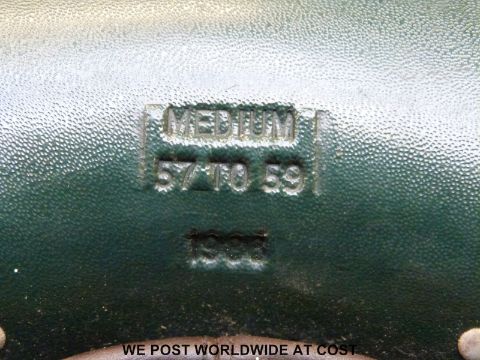 MEDIUM
57 TO 59
WE POST WORLDWIDE AT COST